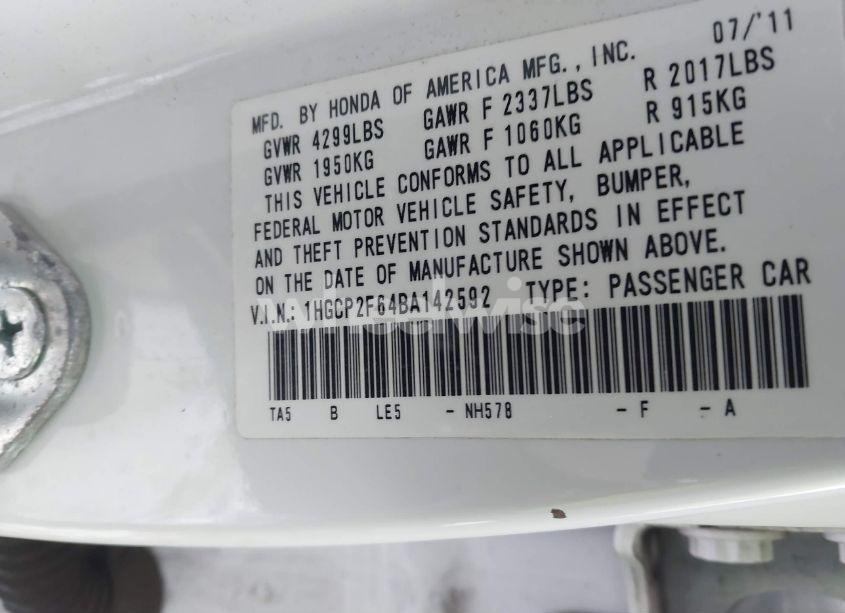 07/'11
MFD. BY HONDA OF AMERICA MFG., INC.
GVWR 4299LBS GAWR F 2337LBS R 2017LBS
GVWR 1950KG GAWR F 1060KG R 915KG
THIS VEHICLE CONFORMS TO ALL APPLICABLE
FEDERAL MOTOR VEHICLE SAFETY, BUMPER,
AND THEFT PREVENTION STANDARDS IN EFFECT
ON THE DATE OF MANUFACTURE SHOWN ABOVE.
V.I.N.: 1HGCP2F64BA142592 TYPE: PASSENGER CAR
wheelwise
TA5 B LE5 - NH578 - F - A